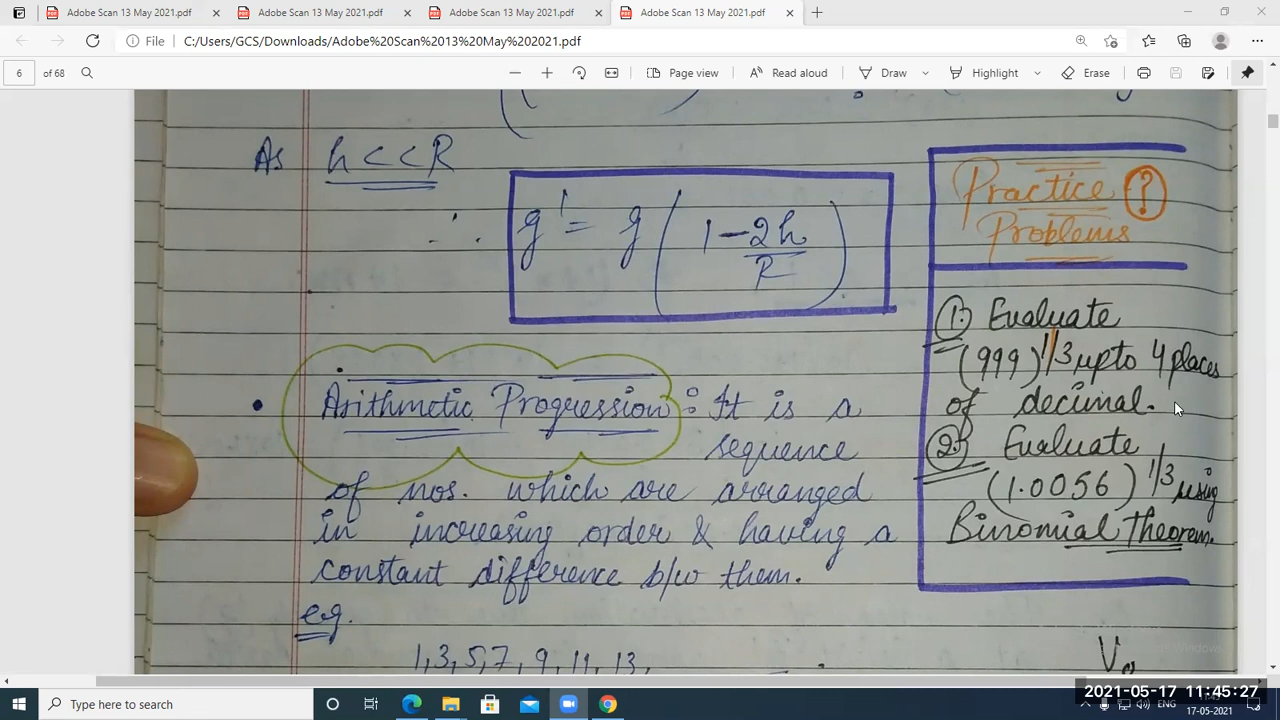 Adobe Scan 13 May 2021.pdf
Adobe Scan 13 May 2021.pdf
Adobe Scan 13 May 2021.pdf
Adobe Scan 13 May 2021.pdf
File
C:/Users/GCS/Downloads/Adobe%20Scan%2013%20May%202021.pdf
6 of 68
Page view
Read aloud
Draw
Highlight
Erase
As h << R
∴ g' = g (1 - 2h/R)
• Arithmetic Progression : It is a
sequence
of nos. which are arranged
in increasing order & having a
constant difference b/w them.
eg.
1, 3, 5, 7, 9, 11, 13,
Practice ?
Problems
1. Evaluate
(999)^1/3 upto 4 places
of decimal.
2. Evaluate
(1.0056)^1/3 using
Binomial theorem.
2021-05-17 11:45:27
Type here to search
ENG
17-05-2021